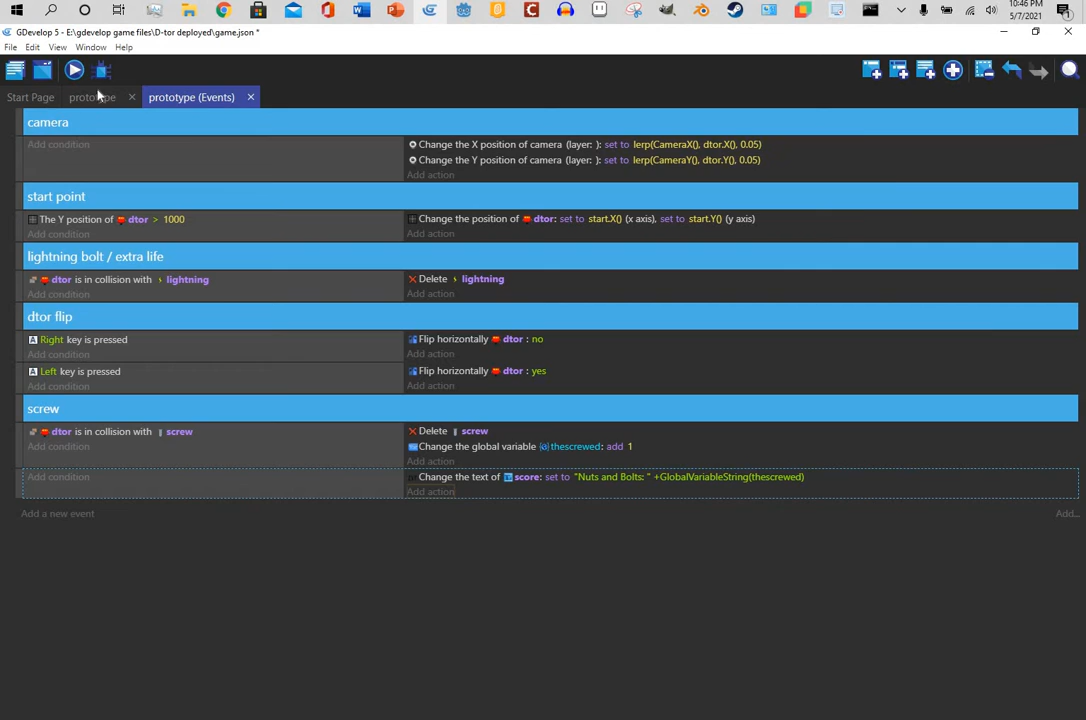 10:46 PM
5/7/2021
GDevelop 5 - E:\gdevelop game files\D-tor deployed\game.json *
File Edit View Window Help
Start Page prototype × prototype (Events) ×
camera
Add condition
Change the X position of camera (layer: ): set to lerp(CameraX(), dtor.X(), 0.05)
Change the Y position of camera (layer: ): set to lerp(CameraY(), dtor.Y(), 0.05)
Add action
start point
The Y position of dtor > 1000
Add condition
Change the position of dtor: set to start.X() (x axis), set to start.Y() (y axis)
Add action
lightning bolt / extra life
dtor is in collision with lightning
Add condition
Delete lightning
Add action
dtor flip
Right key is pressed
Add condition
Flip horizontally dtor : no
Add action
Left key is pressed
Add condition
Flip horizontally dtor : yes
Add action
screw
dtor is in collision with screw
Add condition
Delete screw
Change the global variable thescrewed: add 1
Add action
Add condition
Change the text of score: set to "Nuts and Bolts: " +GlobalVariableString(thescrewed)
Add action
Add a new event Add...